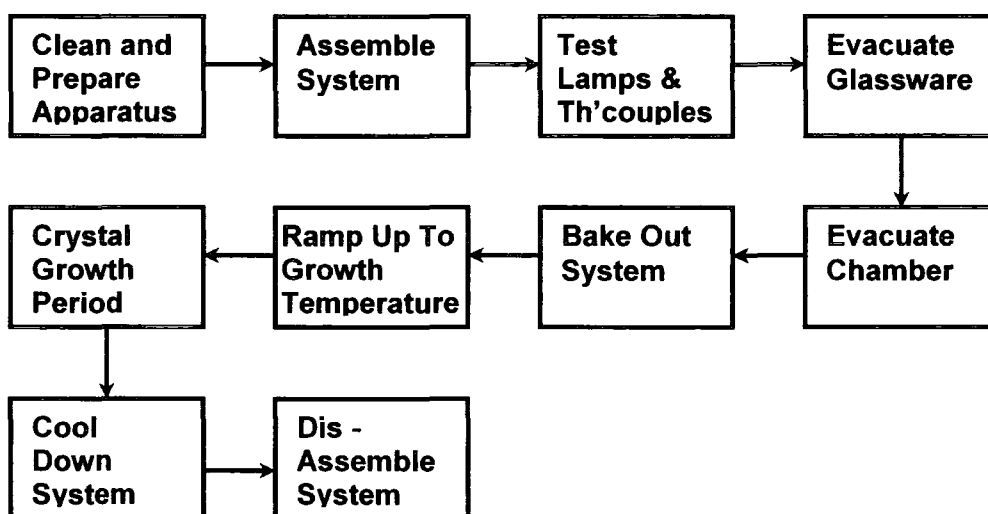 Clean and
Prepare
Apparatus
Assemble
System
Test
Lamps &
Th'couples
Evacuate
Glassware
Crystal
Growth
Period
Ramp Up To
Growth
Temperature
Bake Out
System
Evacuate
Chamber
Cool
Down
System
Dis -
Assemble
System